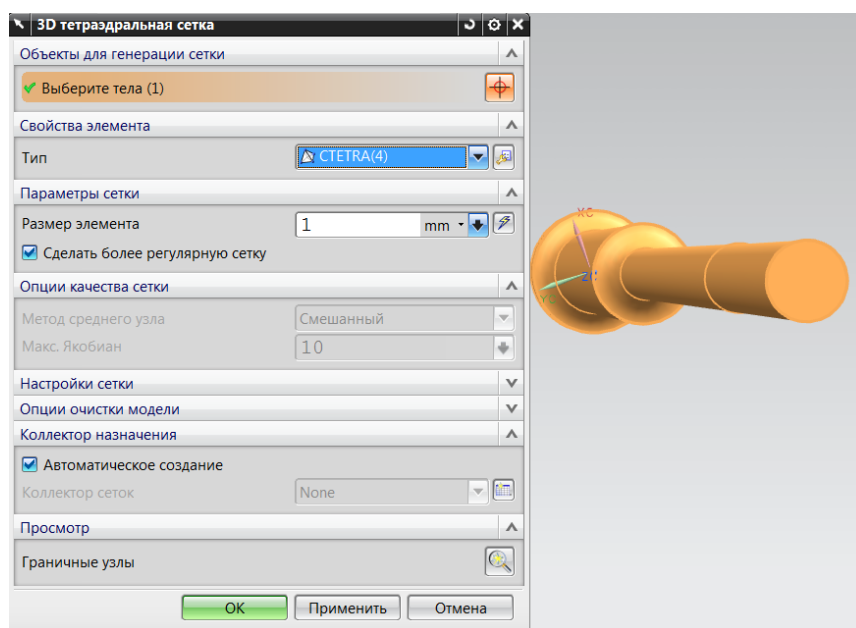 3D тетраэдральная сетка
Объекты для генерации сетки
Выберите тела (1)
Свойства элемента
Тип CTETRA(4)
Параметры сетки
Размер элемента 1 mm
Сделать более регулярную сетку
Опции качества сетки
Метод среднего узла Смешанный
Макс. Якобиан 10
Настройки сетки
Опции очистки модели
Коллектор назначения
Автоматическое создание
Коллектор сеток None
Просмотр
Граничные узлы
OK Применить Отмена
XC
ZC
YC